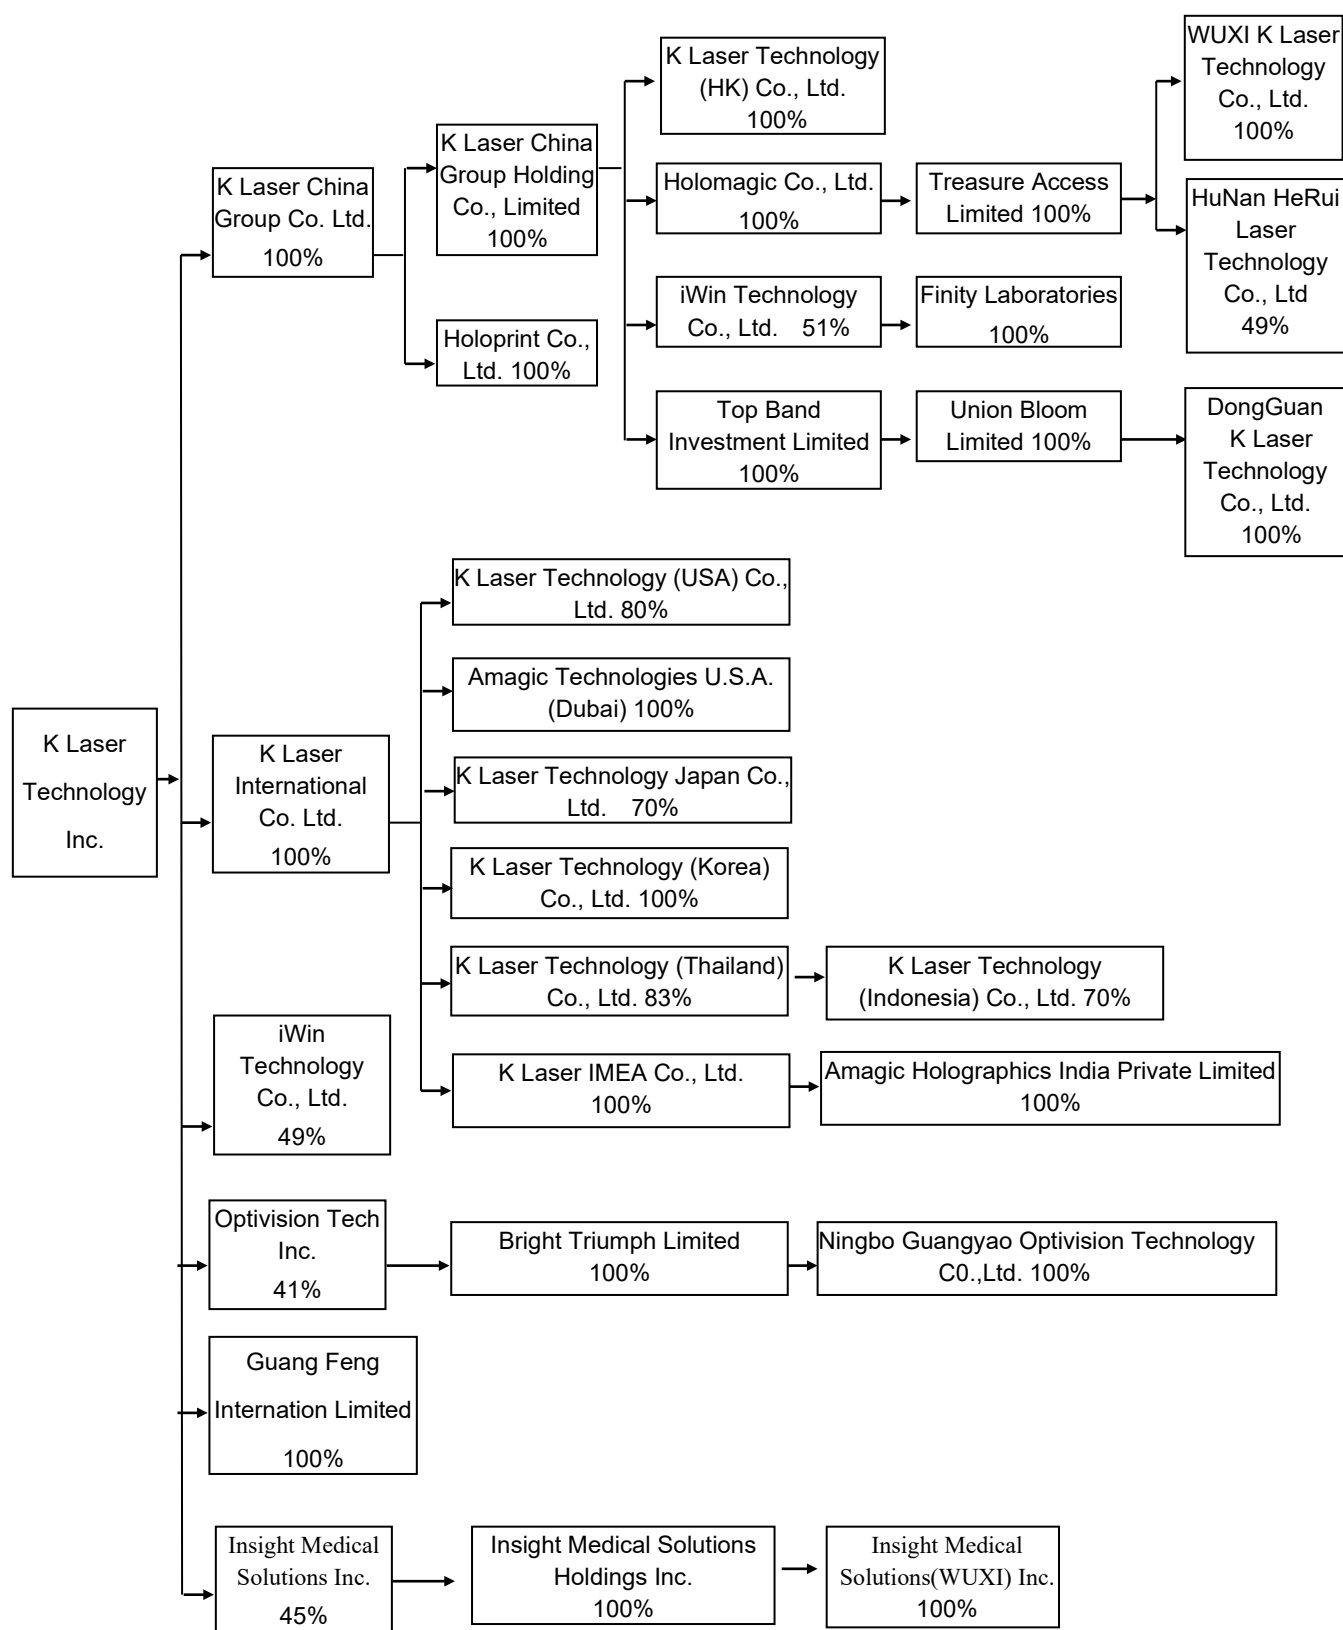 K Laser
Technology
Inc.
K Laser China
Group Co. Ltd.
100%
K Laser China
Group Holding
Co., Limited
100%
Holoprint Co.,
Ltd. 100%
K Laser Technology
(HK) Co., Ltd.
100%
Holomagic Co., Ltd.
100%
Treasure Access
Limited 100%
WUXI K Laser
Technology
Co., Ltd.
100%
HuNan HeRui
Laser
Technology
Co., Ltd
49%
iWin Technology
Co., Ltd. 51%
Finity Laboratories
100%
Top Band
Investment Limited
100%
Union Bloom
Limited 100%
DongGuan
K Laser
Technology
Co., Ltd.
100%
K Laser
International
Co. Ltd.
100%
K Laser Technology (USA) Co.,
Ltd. 80%
Amagic Technologies U.S.A.
(Dubai) 100%
K Laser Technology Japan Co.,
Ltd. 70%
K Laser Technology (Korea)
Co., Ltd. 100%
K Laser Technology (Thailand)
Co., Ltd. 83%
K Laser Technology
(Indonesia) Co., Ltd. 70%
K Laser IMEA Co., Ltd.
100%
Amagic Holographics India Private Limited
100%
iWin
Technology
Co., Ltd.
49%
Optivision Tech
Inc.
41%
Bright Triumph Limited
100%
Ningbo Guangyao Optivision Technology
C0.,Ltd. 100%
Guang Feng
Internation Limited
100%
Insight Medical
Solutions Inc.
45%
Insight Medical Solutions
Holdings Inc.
100%
Insight Medical
Solutions(WUXI) Inc.
100%